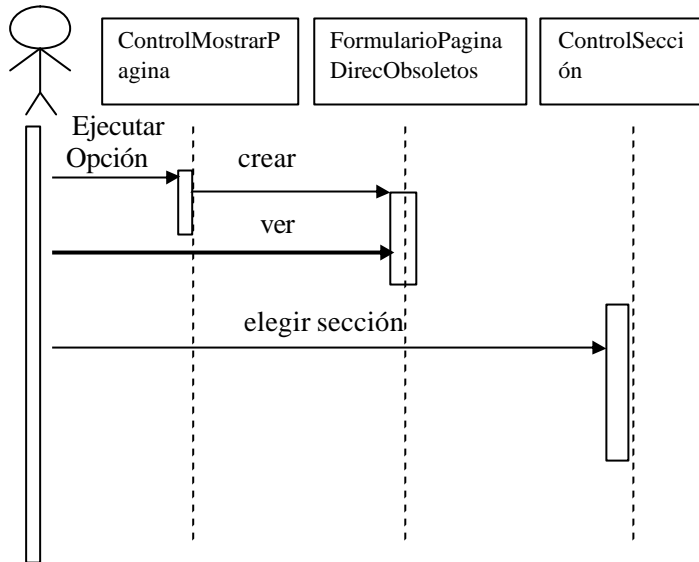 ControlMostrarP
agina
FormularioPagina
DirecObsoletos
ControlSecci
ón
Ejecutar
Opción
crear
ver
elegir sección